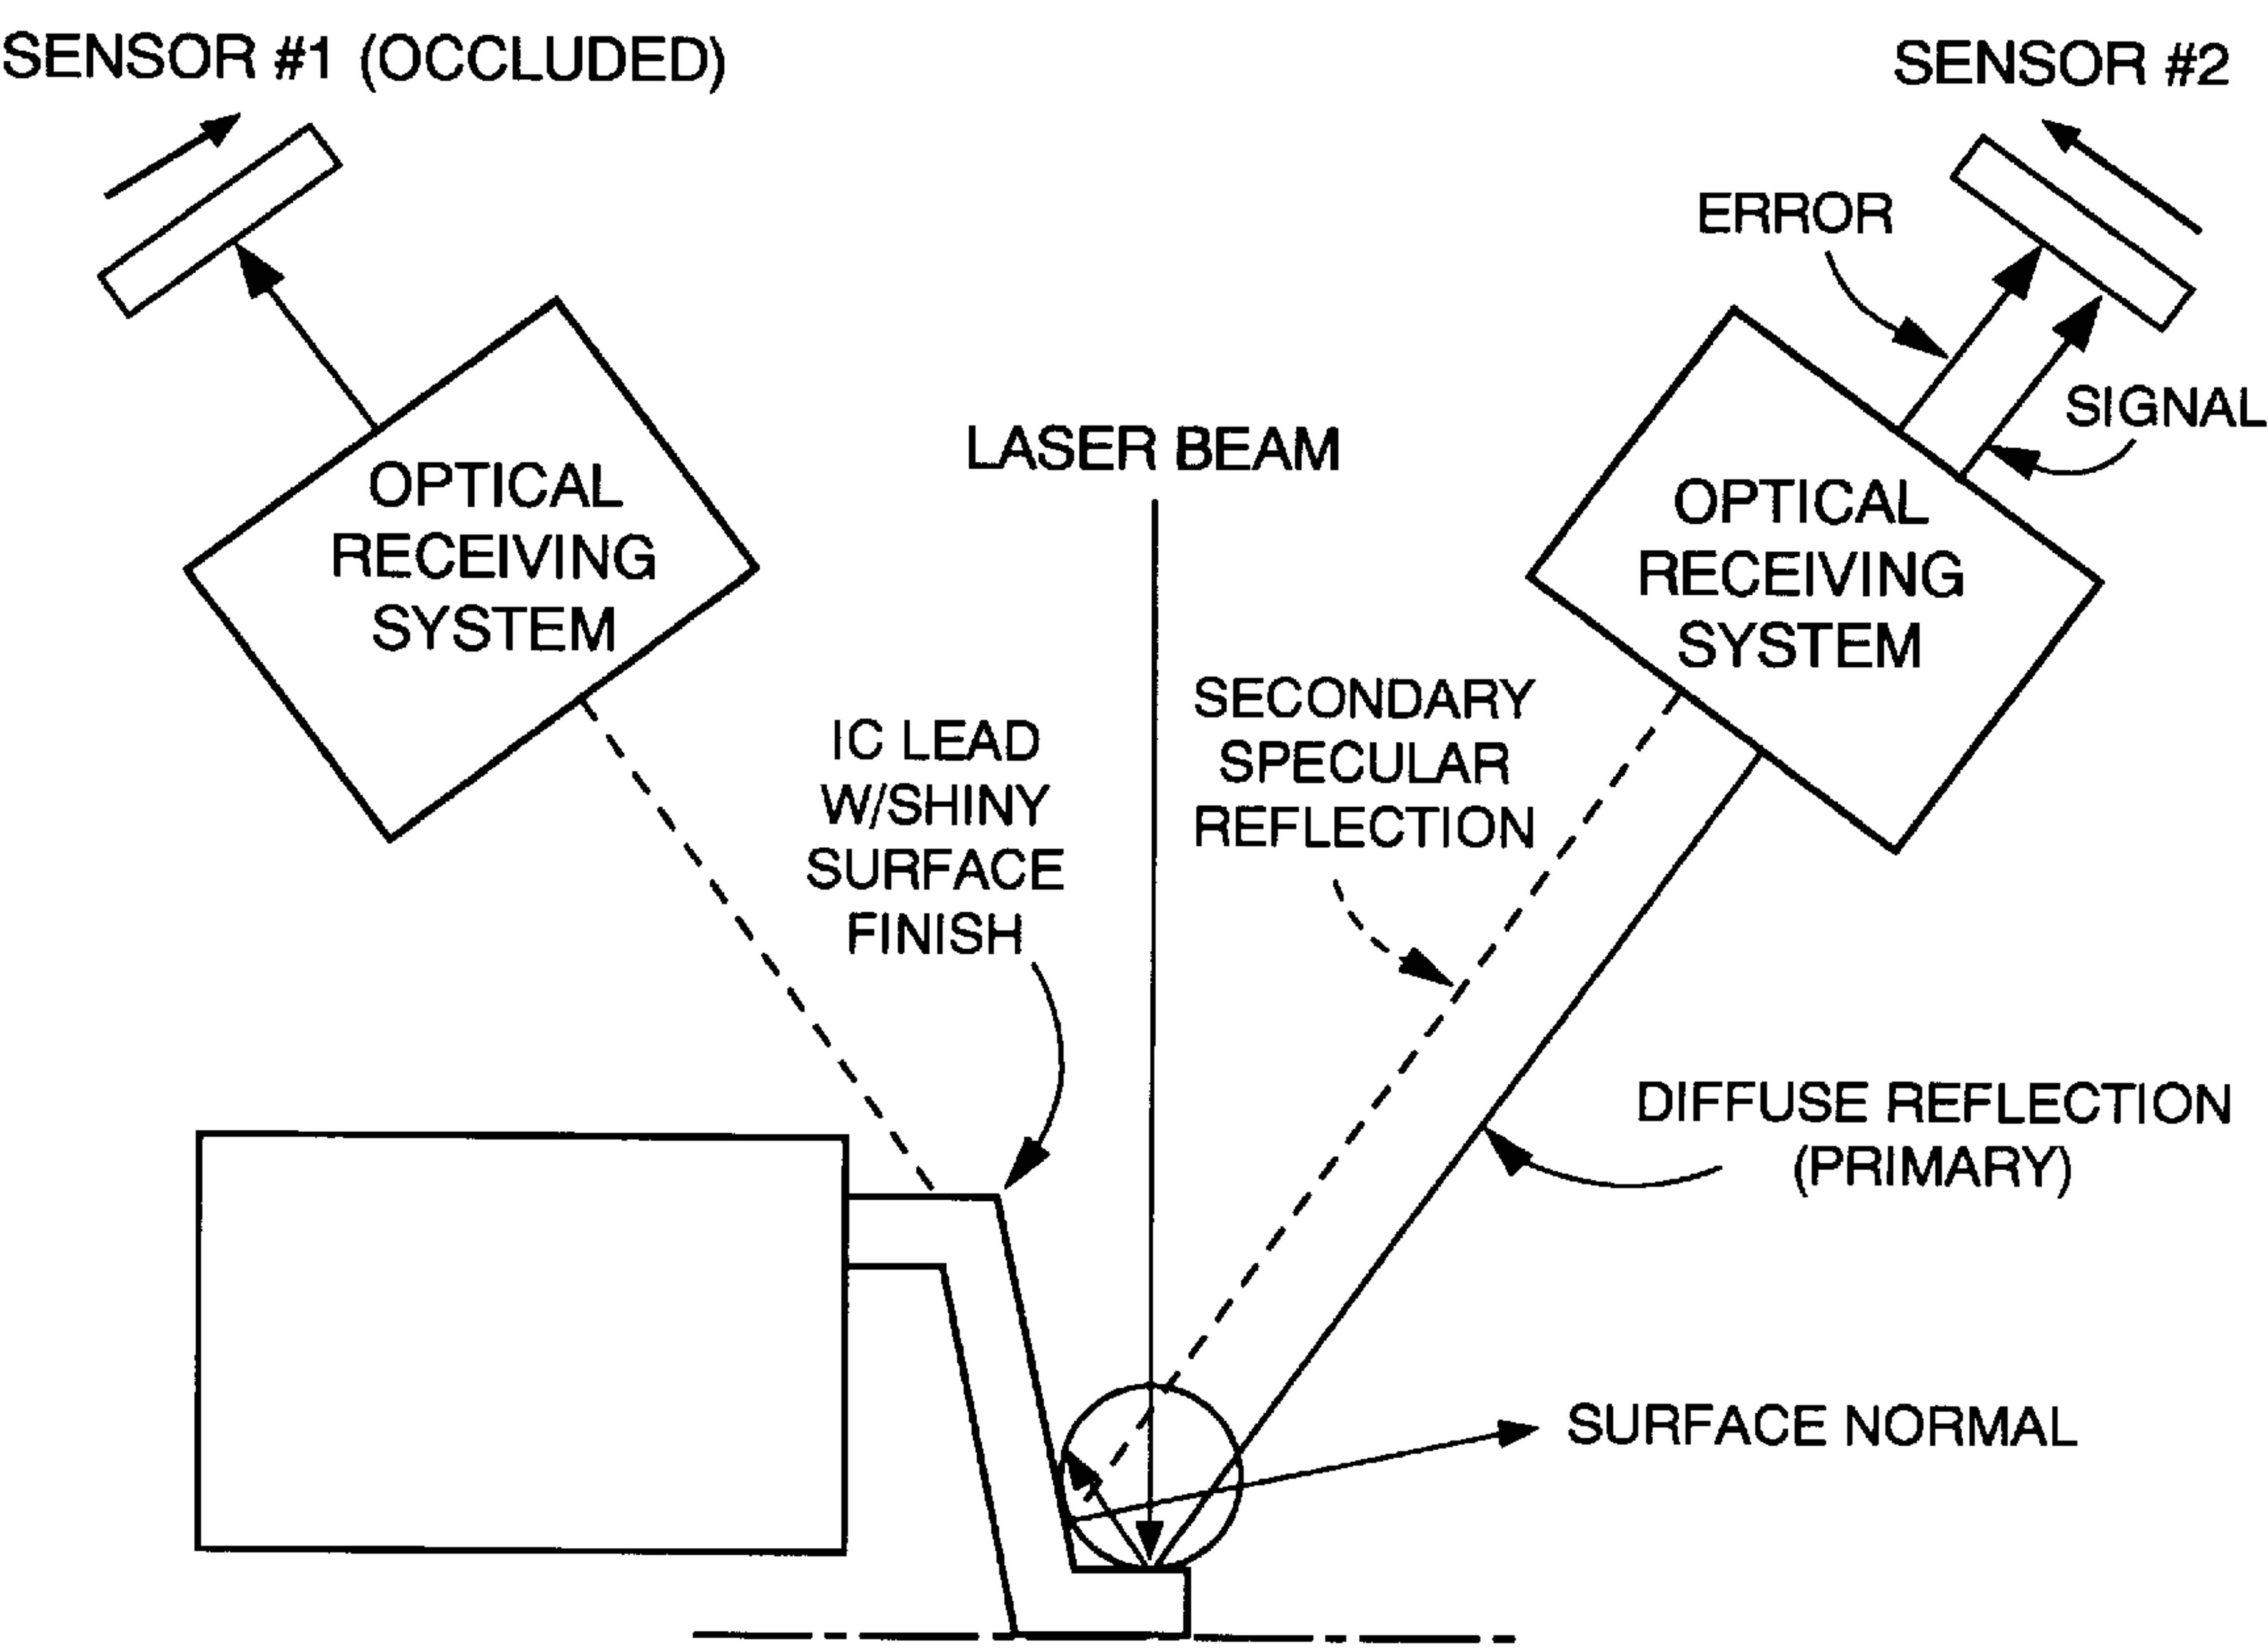 SENSOR #1 (OCCLUDED)
SENSOR #2
ERROR
SIGNAL
OPTICAL
RECEIVING
SYSTEM
LASER BEAM
OPTICAL
RECEIVING
SYSTEM
IC LEAD
W/SHINY
SURFACE
FINISH
SECONDARY
SPECULAR
REFLECTION
DIFFUSE REFLECTION
(PRIMARY)
SURFACE NORMAL